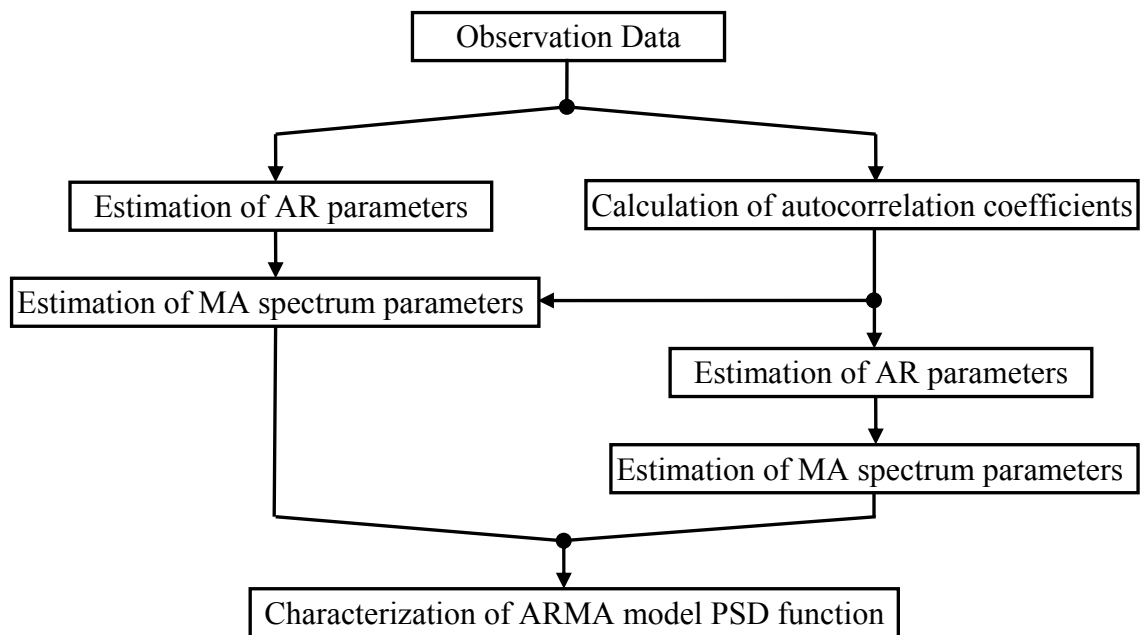 Observation Data
Estimation of AR parameters
Calculation of autocorrelation coefficients
Estimation of MA spectrum parameters
Estimation of AR parameters
Estimation of MA spectrum parameters
Characterization of ARMA model PSD function